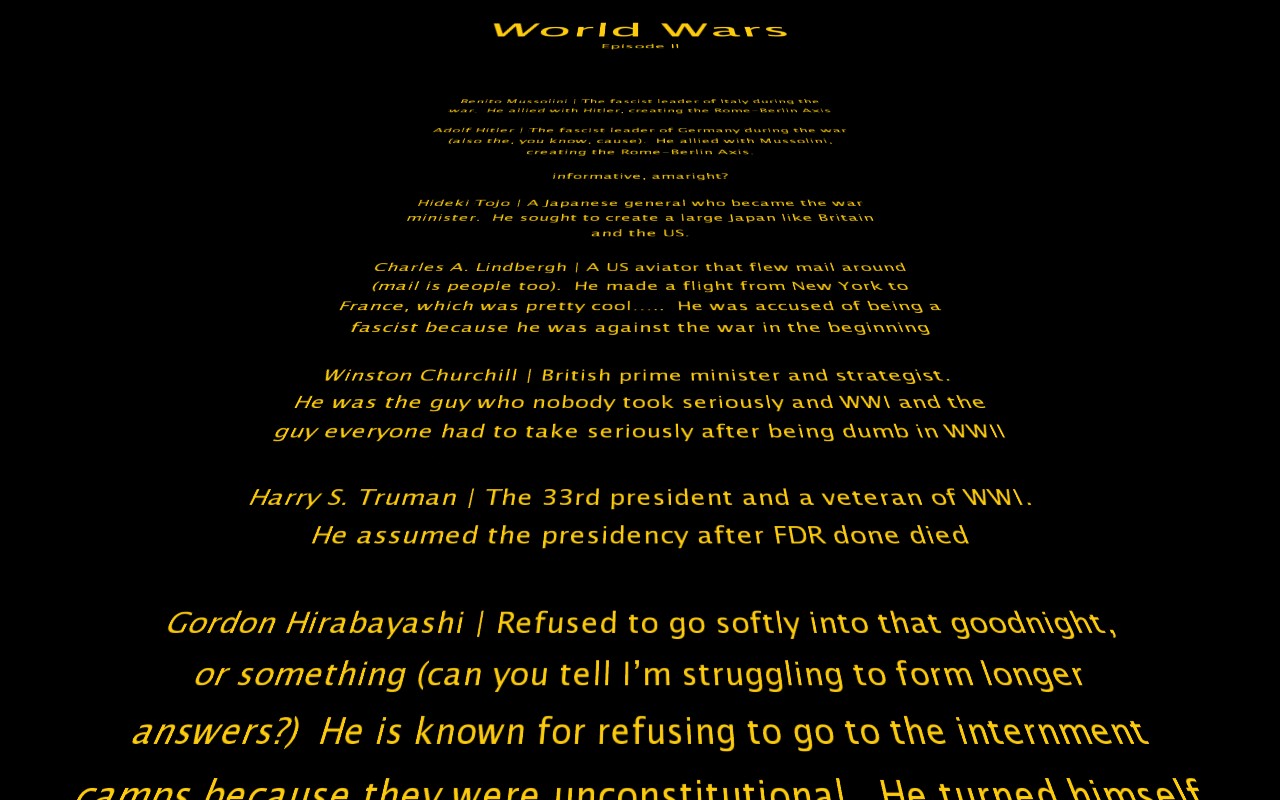 World Wars
Episode II
Benito Mussolini | The fascist leader of Italy during the
war.  He allied with Hitler, creating the Rome-Berlin Axis
Adolf Hitler | The fascist leader of Germany during the war
(also the, you know, cause).  He allied with Mussolini,
creating the Rome-Berlin Axis.
informative, amaright?
Hideki Tojo | A Japanese general who became the war
minister.  He sought to create a large Japan like Britain
and the US.
Charles A. Lindbergh | A US aviator that flew mail around
(mail is people too).  He made a flight from New York to
France, which was pretty cool.....  He was accused of being a
fascist because he was against the war in the beginning
Winston Churchill | British prime minister and strategist.
He was the guy who nobody took seriously and WWI and the
guy everyone had to take seriously after being dumb in WWII
Harry S. Truman | The 33rd president and a veteran of WWI.
He assumed the presidency after FDR done died
Gordon Hirabayashi | Refused to go softly into that goodnight,
or something (can you tell I’m struggling to form longer
answers?)  He is known for refusing to go to the internment
camps because they were unconstitutional.  He turned himself